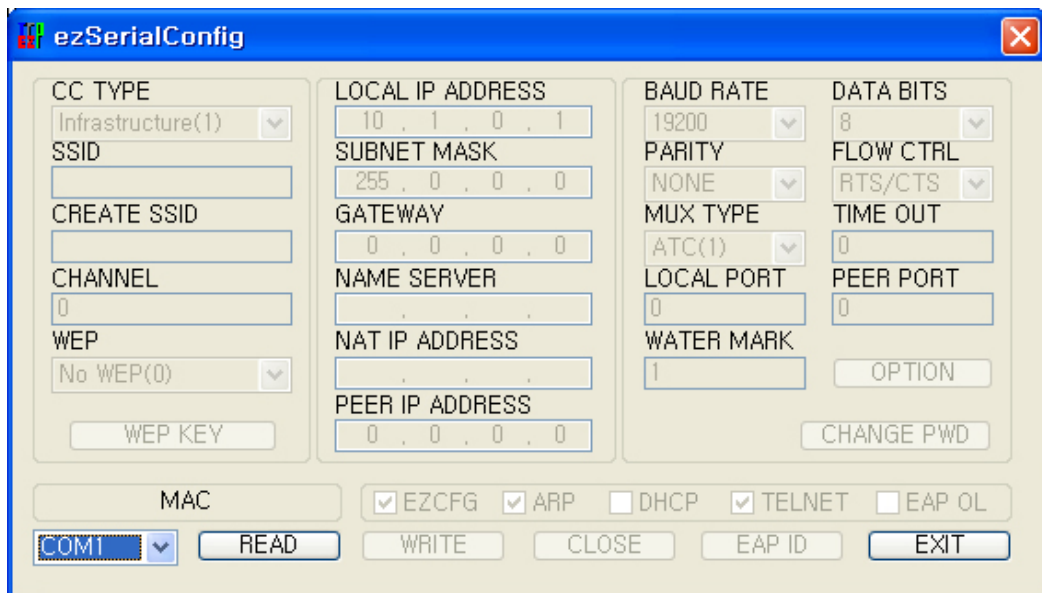 TCP
ez
ezSerialConfig
CC TYPE
Infrastructure(1)
SSID
CREATE SSID
CHANNEL
0
WEP
No WEP(0)
WEP KEY
LOCAL IP ADDRESS
10 . 1 . 0 . 1
SUBNET MASK
255 . 0 . 0 . 0
GATEWAY
0 . 0 . 0 . 0
NAME SERVER
. . .
NAT IP ADDRESS
. . .
PEER IP ADDRESS
0 . 0 . 0 . 0
BAUD RATE DATA BITS
19200 8
PARITY FLOW CTRL
NONE RTS/CTS
MUX TYPE TIME OUT
ATC(1) 0
LOCAL PORT PEER PORT
0 0
WATER MARK
1 OPTION
CHANGE PWD
MAC EZCFG ARP DHCP TELNET EAP OL
COM1 READ WRITE CLOSE EAP ID EXIT